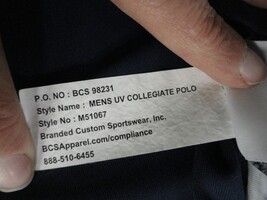 P.O. NO : BCS 98231
Style Name : MENS UV COLLEGIATE POLO
Style No : M51067
Branded Custom Sportswear, Inc.
BCSApparel.com/compliance
888-510-6455